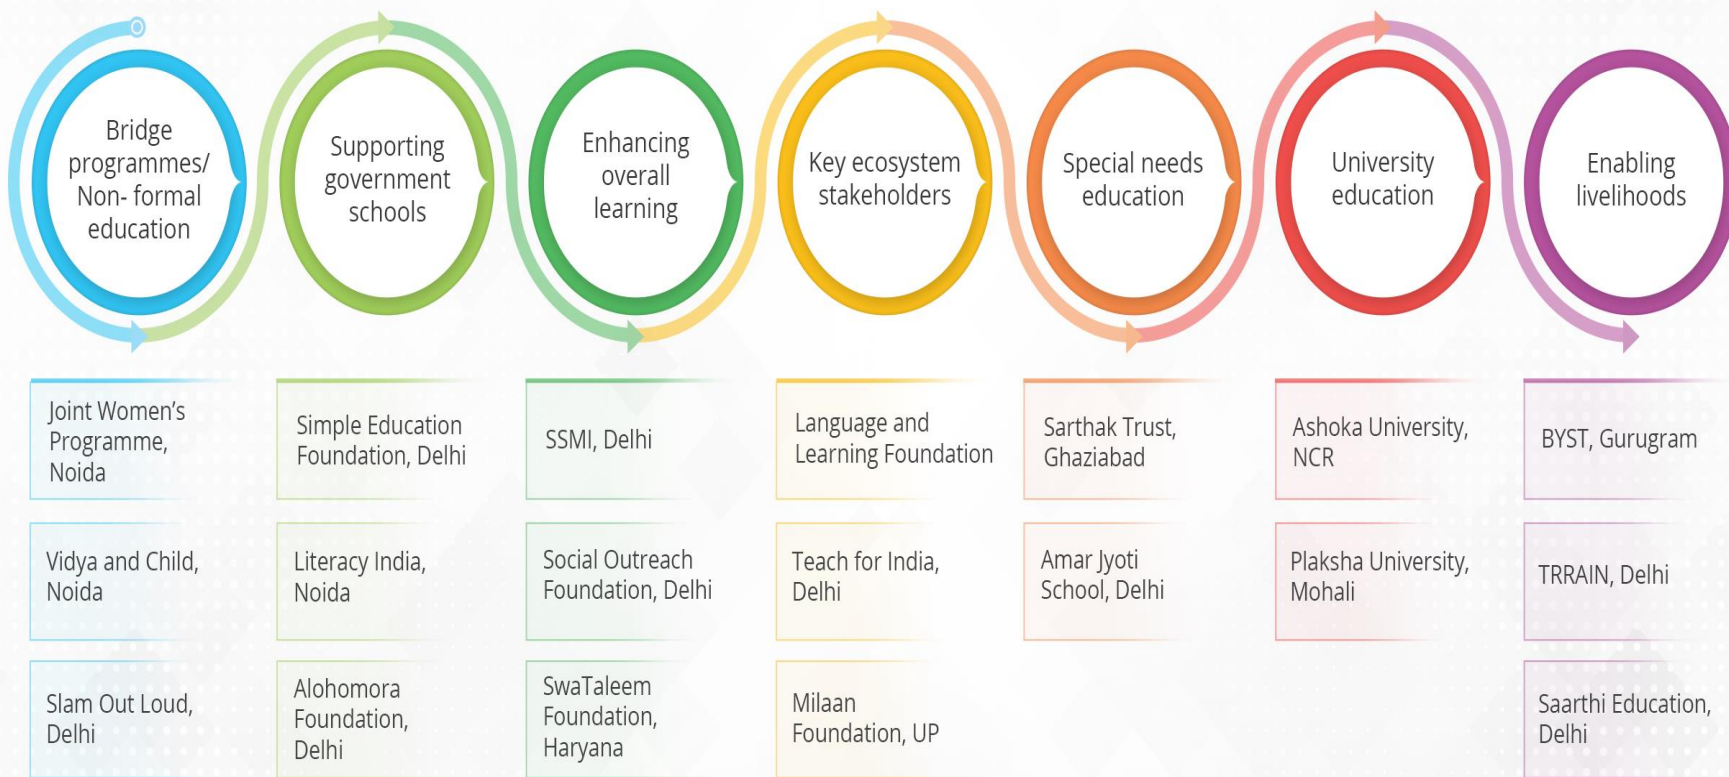 Bridge
programmes/
Non- formal
education
Supporting
government
schools
Enhancing
overall
learning
Key ecosystem
stakeholders
Special needs
education
University
education
Enabling
livelihoods
Joint Women’s
Programme,
Noida
Simple Education
Foundation, Delhi
SSMI, Delhi
Language and
Learning Foundation
Sarthak Trust,
Ghaziabad
Ashoka University,
NCR
BYST, Gurugram
Vidya and Child,
Noida
Literacy India,
Noida
Social Outreach
Foundation, Delhi
Teach for India,
Delhi
Amar Jyoti
School, Delhi
Plaksha University,
Mohali
TRRAIN, Delhi
Slam Out Loud,
Delhi
Alohomora
Foundation,
Delhi
SwaTaleem
Foundation,
Haryana
Milaan
Foundation, UP
Saarthi Education,
Delhi